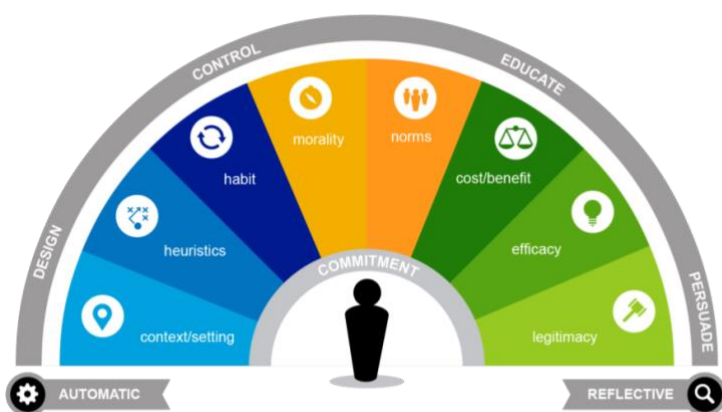 CONTROL
EDUCATE
DESIGN
PERSUADE
morality
norms
habit
cost/benefit
heuristics
efficacy
context/setting
legitimacy
COMMITMENT
AUTOMATIC
REFLECTIVE